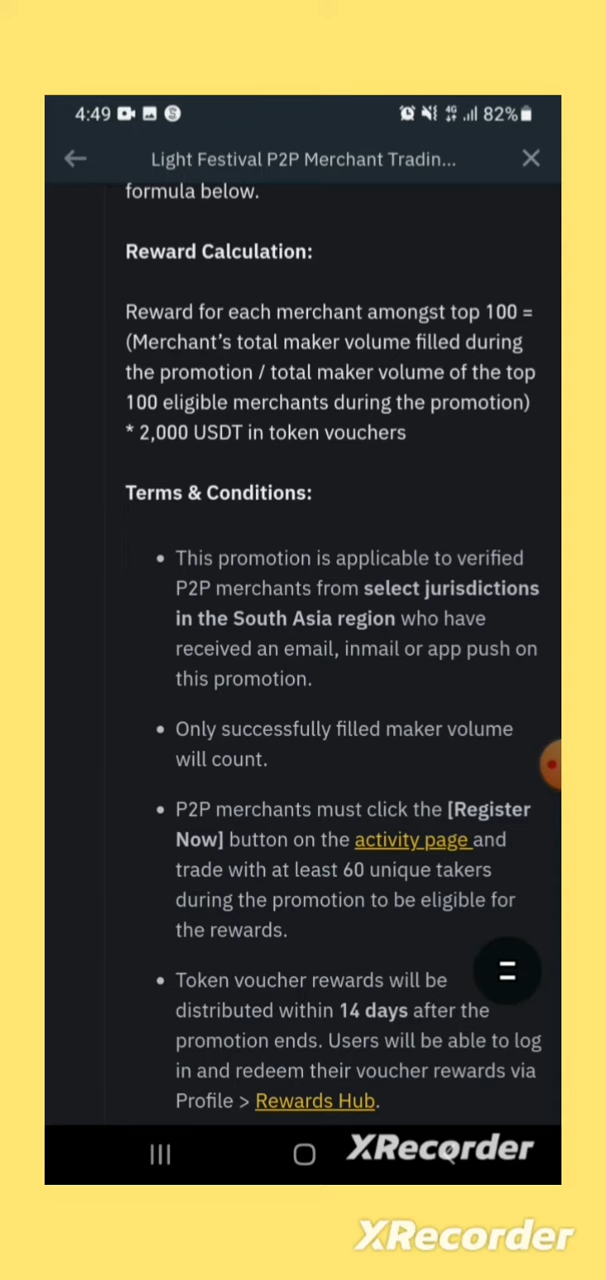 4:49
4G
82%
Light Festival P2P Merchant Tradin...
formula below.
Reward Calculation:
Reward for each merchant amongst top 100 =
(Merchant's total maker volume filled during
the promotion / total maker volume of the top
100 eligible merchants during the promotion)
* 2,000 USDT in token vouchers
Terms & Conditions:
• This promotion is applicable to verified
P2P merchants from select jurisdictions
in the South Asia region who have
received an email, inmail or app push on
this promotion.
• Only successfully filled maker volume
will count.
• P2P merchants must click the [Register
Now] button on the activity page and
trade with at least 60 unique takers
during the promotion to be eligible for
the rewards.
• Token voucher rewards will be
distributed within 14 days after the
promotion ends. Users will be able to log
in and redeem their voucher rewards via
Profile > Rewards Hub.
XRecorder
XRecorder